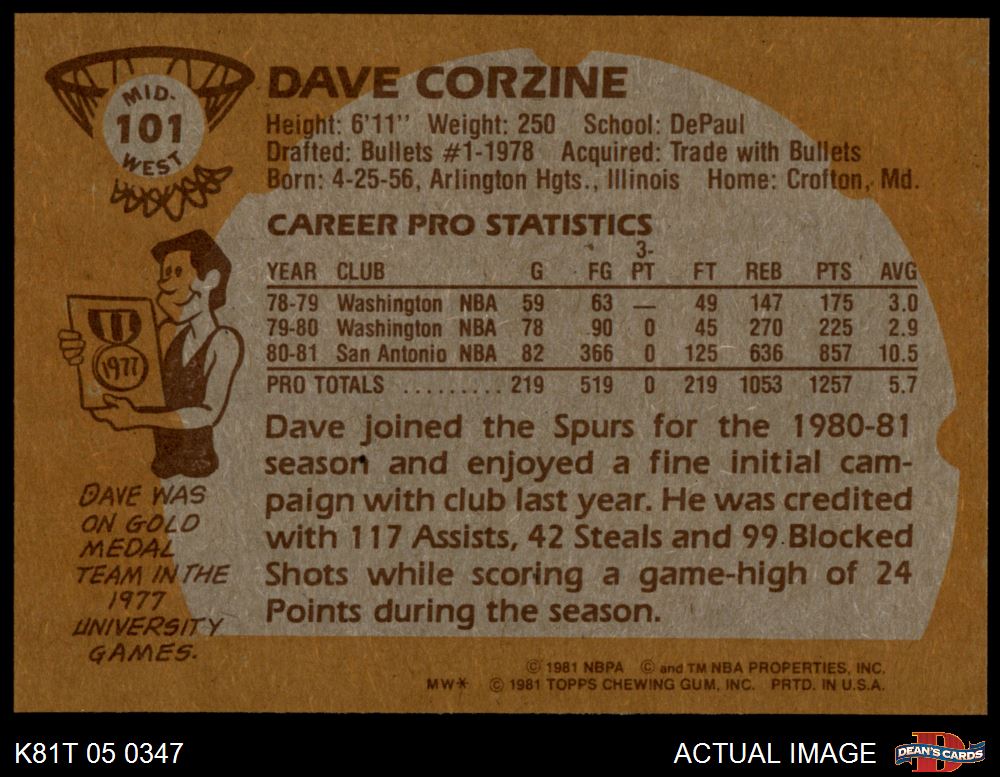 MID-
101
WEST
DAVE CORZINE
Height: 6'11" Weight: 250 School: DePaul
Drafted: Bullets #1-1978 Acquired: Trade with Bullets
Born: 4-25-56, Arlington Hgts., Illinois Home: Crofton, Md.
CAREER PRO STATISTICS
YEAR CLUB G FG 3-PT FT REB PTS AVG
78-79 Washington NBA 59 63 — 49 147 175 3.0
79-80 Washington NBA 78 90 0 45 270 225 2.9
80-81 San Antonio NBA 82 366 0 125 636 857 10.5
PRO TOTALS ......... 219 519 0 219 1053 1257 5.7
1977
DAVE WAS
ON GOLD
MEDAL
TEAM IN THE
1977
UNIVERSITY
GAMES.
Dave joined the Spurs for the 1980-81
season and enjoyed a fine initial cam-
paign with club last year. He was credited
with 117 Assists, 42 Steals and 99 Blocked
Shots while scoring a game-high of 24
Points during the season.
© 1981 NBPA © and TM NBA PROPERTIES, INC.
MW* © 1981 TOPPS CHEWING GUM, INC. PRTD. IN U.S.A.
K81T 05 0347
ACTUAL IMAGE
DEAN'S CARDS